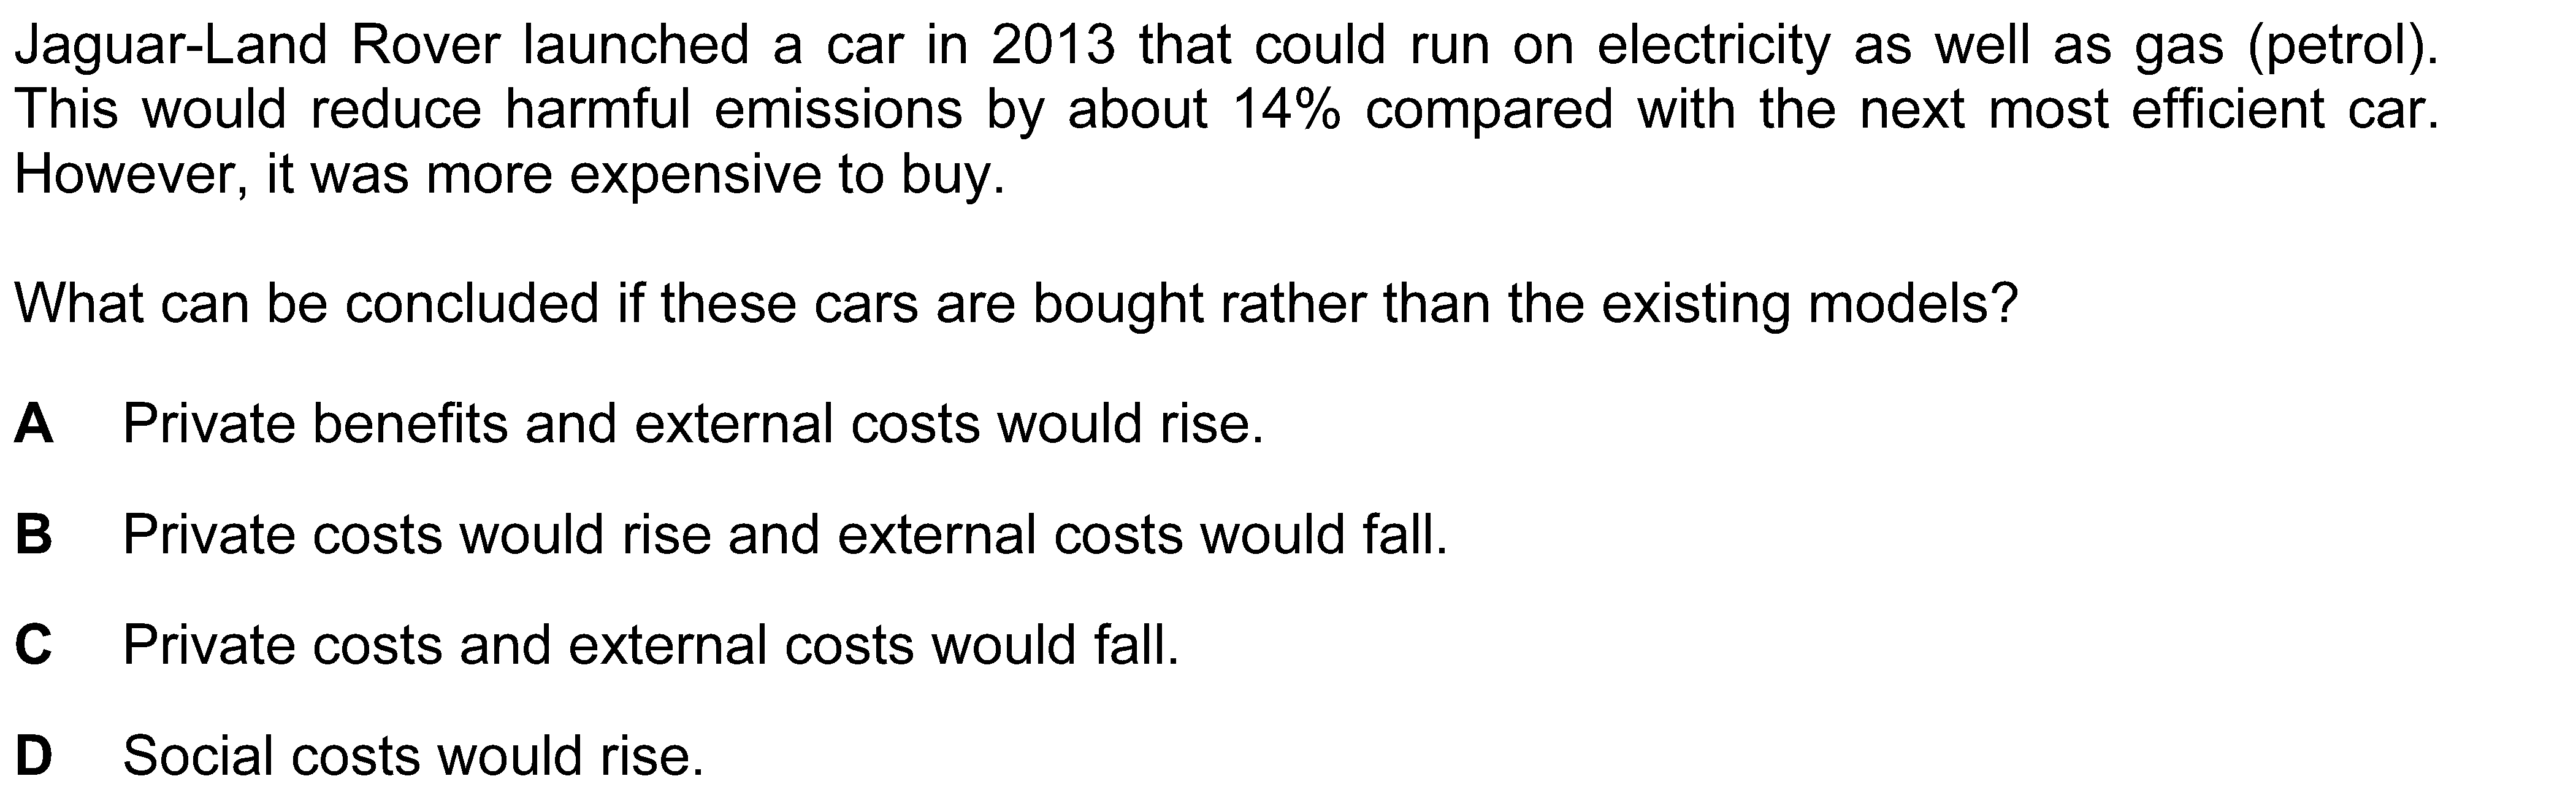 Jaguar-Land Rover launched a car in 2013 that could run on electricity as well as gas (petrol).
This would reduce harmful emissions by about 14% compared with the next most efficient car.
However, it was more expensive to buy.
What can be concluded if these cars are bought rather than the existing models?
A Private benefits and external costs would rise.
B Private costs would rise and external costs would fall.
C Private costs and external costs would fall.
D Social costs would rise.